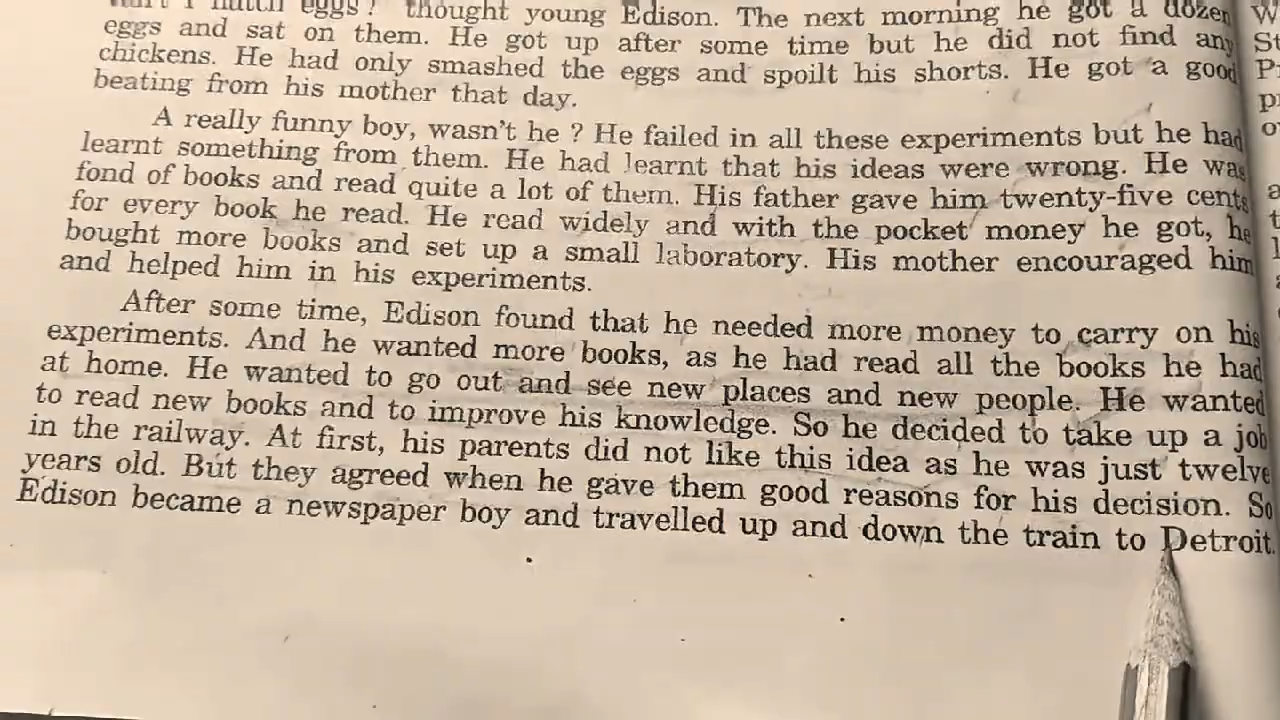 I hatch eggs? thought young Edison. The next morning he got a dozen
eggs and sat on them. He got up after some time but he did not find any
chickens. He had only smashed the eggs and spoilt his shorts. He got a good
beating from his mother that day.
A really funny boy, wasn't he ? He failed in all these experiments but he had
learnt something from them. He had learnt that his ideas were wrong. He was
fond of books and read quite a lot of them. His father gave him twenty-five cents
for every book he read. He read widely and with the pocket money he got, he
bought more books and set up a small laboratory. His mother encouraged him
and helped him in his experiments.
After some time, Edison found that he needed more money to carry on his
experiments. And he wanted more books, as he had read all the books he had
at home. He wanted to go out and see new places and new people. He wanted
to read new books and to improve his knowledge. So he decided to take up a job
in the railway. At first, his parents did not like this idea as he was just twelve
years old. But they agreed when he gave them good reasons for his decision. So
Edison became a newspaper boy and travelled up and down the train to Detroit.